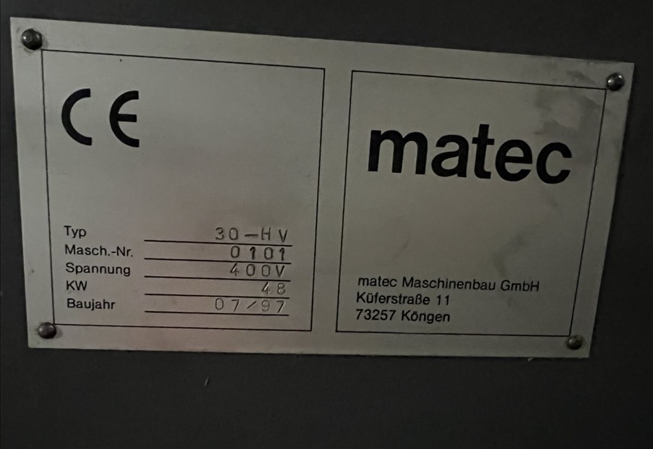 CE
Typ 30-HV
Masch.-Nr. 0101
Spannung 400V
KW 48
Baujahr 07/97
matec
matec Maschinenbau GmbH
Küferstraße 11
73257 Köngen